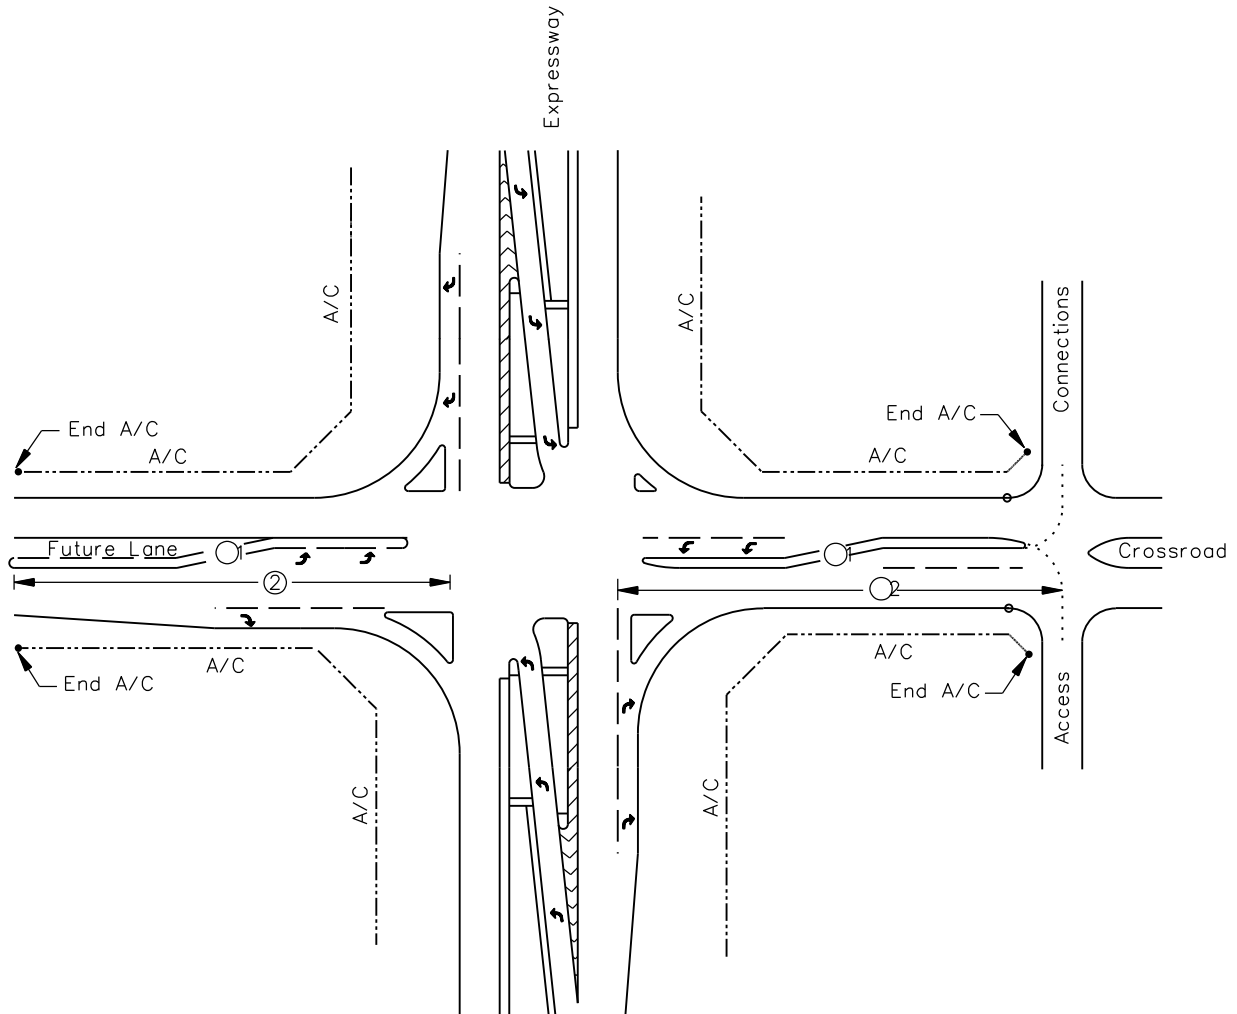 Expressway
A/C
A/C
Connections
End A/C
A/C
End A/C
A/C
Future Lane
1
1
Crossroad
2
2
A/C
End A/C
A/C
End A/C
Access
A/C
A/C